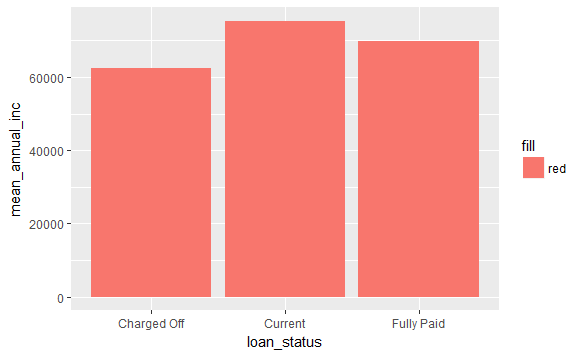 mean_annual_inc
60000
40000
20000
0
Charged Off Current Fully Paid
loan_status
fill
red